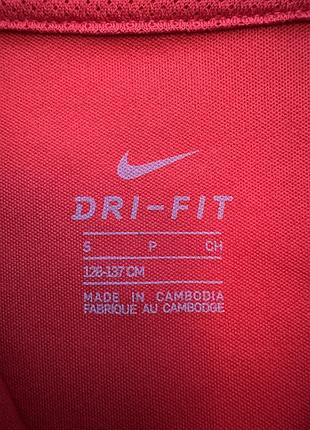 DRI-FIT
S P CH
128-137 CM
MADE IN CAMBODIA
FABRIQUE AU CAMBODGE